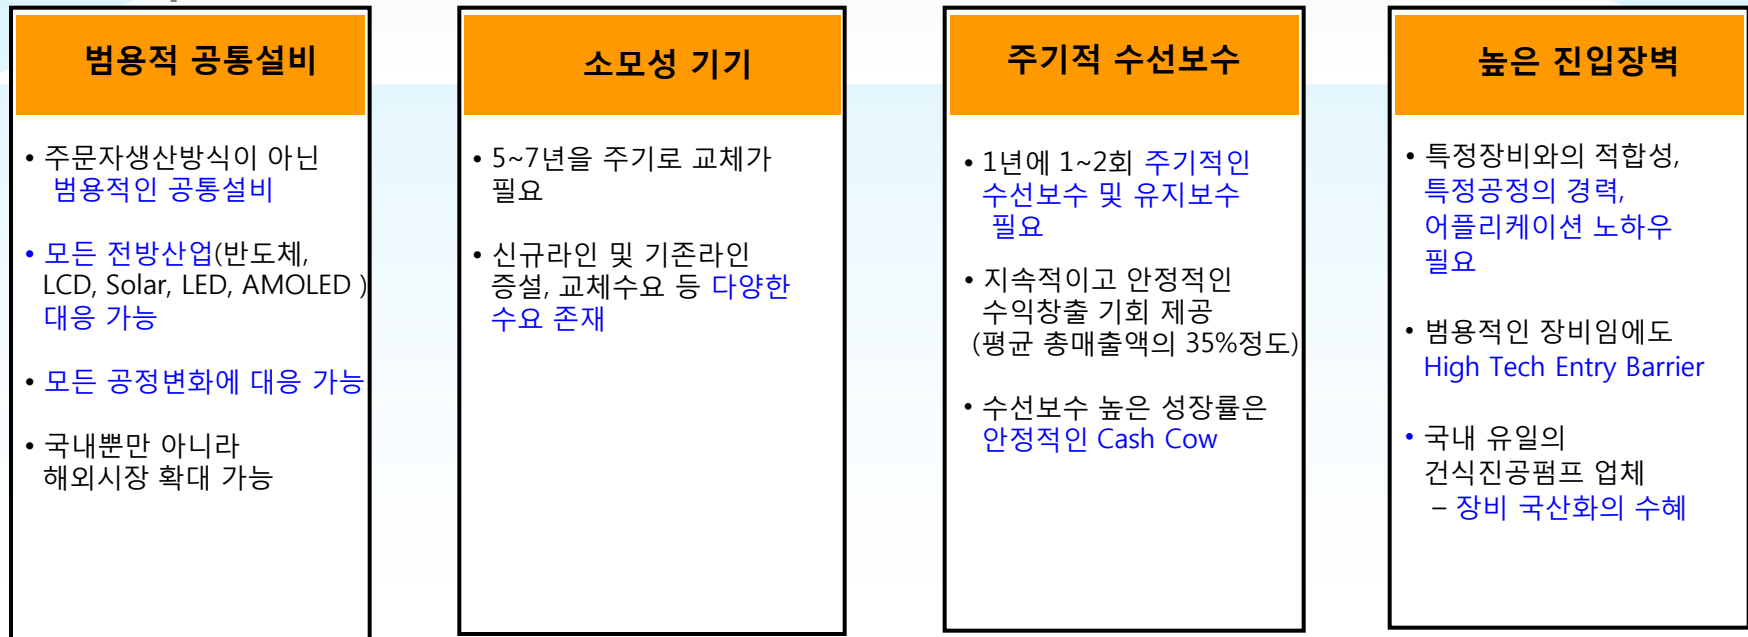 범용적 공통설비
• 주문자생산방식이 아닌
범용적인 공통설비
• 모든 전방산업(반도체,
LCD, Solar, LED, AMOLED )
대응 가능
• 모든 공정변화에 대응 가능
• 국내뿐만 아니라
해외시장 확대 가능
소모성 기기
• 5~7년을 주기로 교체가
필요
• 신규라인 및 기존라인
증설, 교체수요 등 다양한
수요 존재
주기적 수선보수
• 1년에 1~2회 주기적인
수선보수 및 유지보수
필요
• 지속적이고 안정적인
수익창출 기회 제공
(평균 총매출액의 35%정도)
• 수선보수 높은 성장률은
안정적인 Cash Cow
높은 진입장벽
• 특정장비와의 적합성,
특정공정의 경력,
어플리케이션 노하우
필요
• 범용적인 장비임에도
High Tech Entry Barrier
• 국내 유일의
건식진공펌프 업체
– 장비 국산화의 수혜